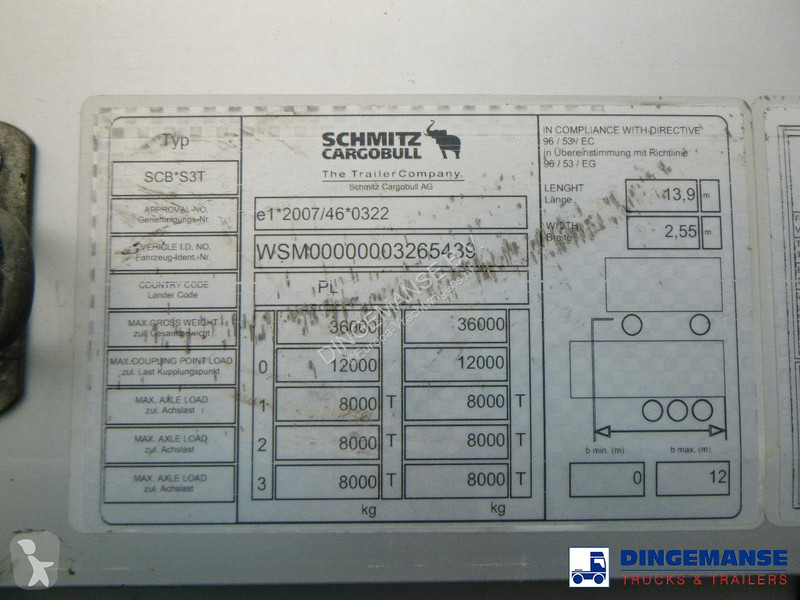 Typ
SCB*S3T
SCHMITZ
CARGOBULL
The TrailerCompany.
Schmitz Cargobull AG
IN COMPLIANCE WITH DIRECTIVE
96 / 53 / EC
in Übereinstimmung mit Richtlinie
96 / 53 / EG
LENGHT
Länge
13,9 m
WIDTH
Breite
2,55 m
APPROVAL-NO.
Genehmigungs-Nr.
e1*2007/46*0322
VEHICLE I.D. NO.
Fahrzeug-Ident.-Nr.
WSM00000003265439
COUNTRY CODE
Länder Code
PL
MAX.GROSS WEIGHT
zul. Gesamtgewicht
36000 36000
MAX.COUPLING POINT LOAD
zul. Last Kupplungspunkt
0 12000 12000
MAX. AXLE LOAD
zul. Achslast
1 8000 T 8000 T
MAX. AXLE LOAD
zul. Achslast
2 8000 T 8000 T
MAX. AXLE LOAD
zul. Achslast
3 8000 T 8000 T
kg kg
b min. (m) b max. (m)
0 12
DINGEMANSE
DINGEMANSE
TRUCKS & TRAILERS